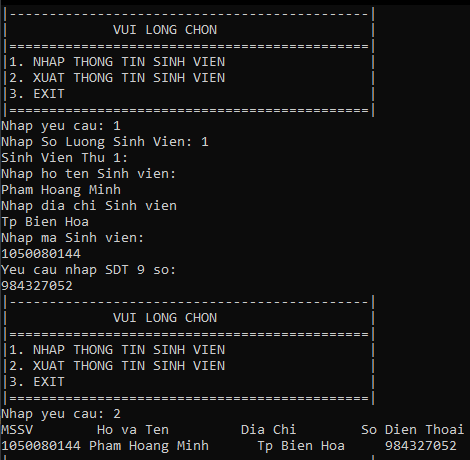 |---------------------------------------------|
| VUI LONG CHON |
|=============================================|
|1. NHAP THONG TIN SINH VIEN |
|2. XUAT THONG TIN SINH VIEN |
|3. EXIT |
|=============================================|
Nhap yeu cau: 1
Nhap So Luong Sinh Vien: 1
Sinh Vien Thu 1:
Nhap ho ten Sinh vien:
Pham Hoang Minh
Nhap dia chi Sinh vien
Tp Bien Hoa
Nhap ma Sinh vien:
1050080144
Yeu cau nhap SDT 9 so:
984327052
|---------------------------------------------|
| VUI LONG CHON |
|=============================================|
|1. NHAP THONG TIN SINH VIEN |
|2. XUAT THONG TIN SINH VIEN |
|3. EXIT |
|=============================================|
Nhap yeu cau: 2
MSSV Ho va Ten Dia Chi So Dien Thoai
1050080144 Pham Hoang Minh Tp Bien Hoa 984327052